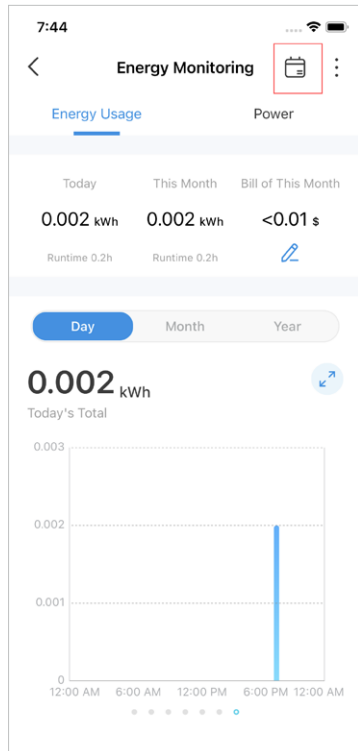 7:44
Energy Monitoring
Energy Usage Power
Today This Month Bill of This Month
0.002 kWh 0.002 kWh <0.01 $
Runtime 0.2h Runtime 0.2h
Day Month Year
0.002 kWh
Today's Total
0.003
0.002
0.001
0
12:00 AM 6:00 AM 12:00 PM 6:00 PM 12:00 AM